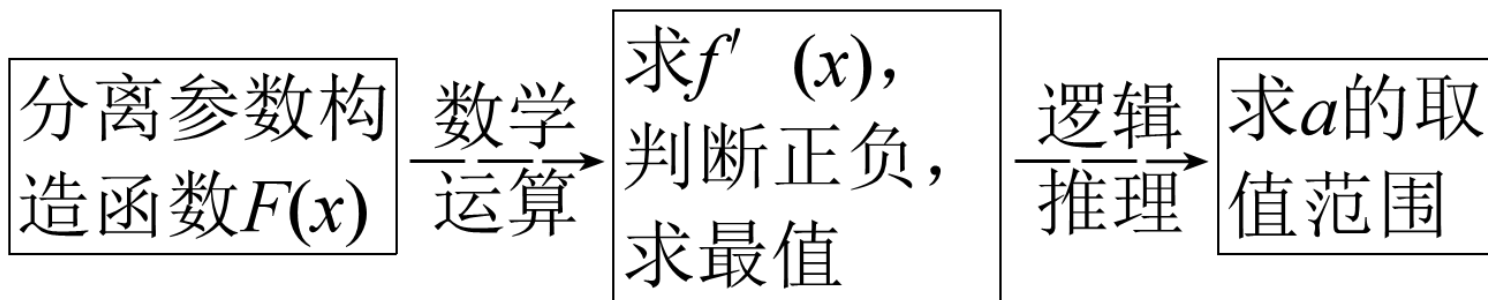 分离参数构
造函数F(x)
数学
运算
求f′ (x),
判断正负,
求最值
逻辑
推理
求a的取
值范围